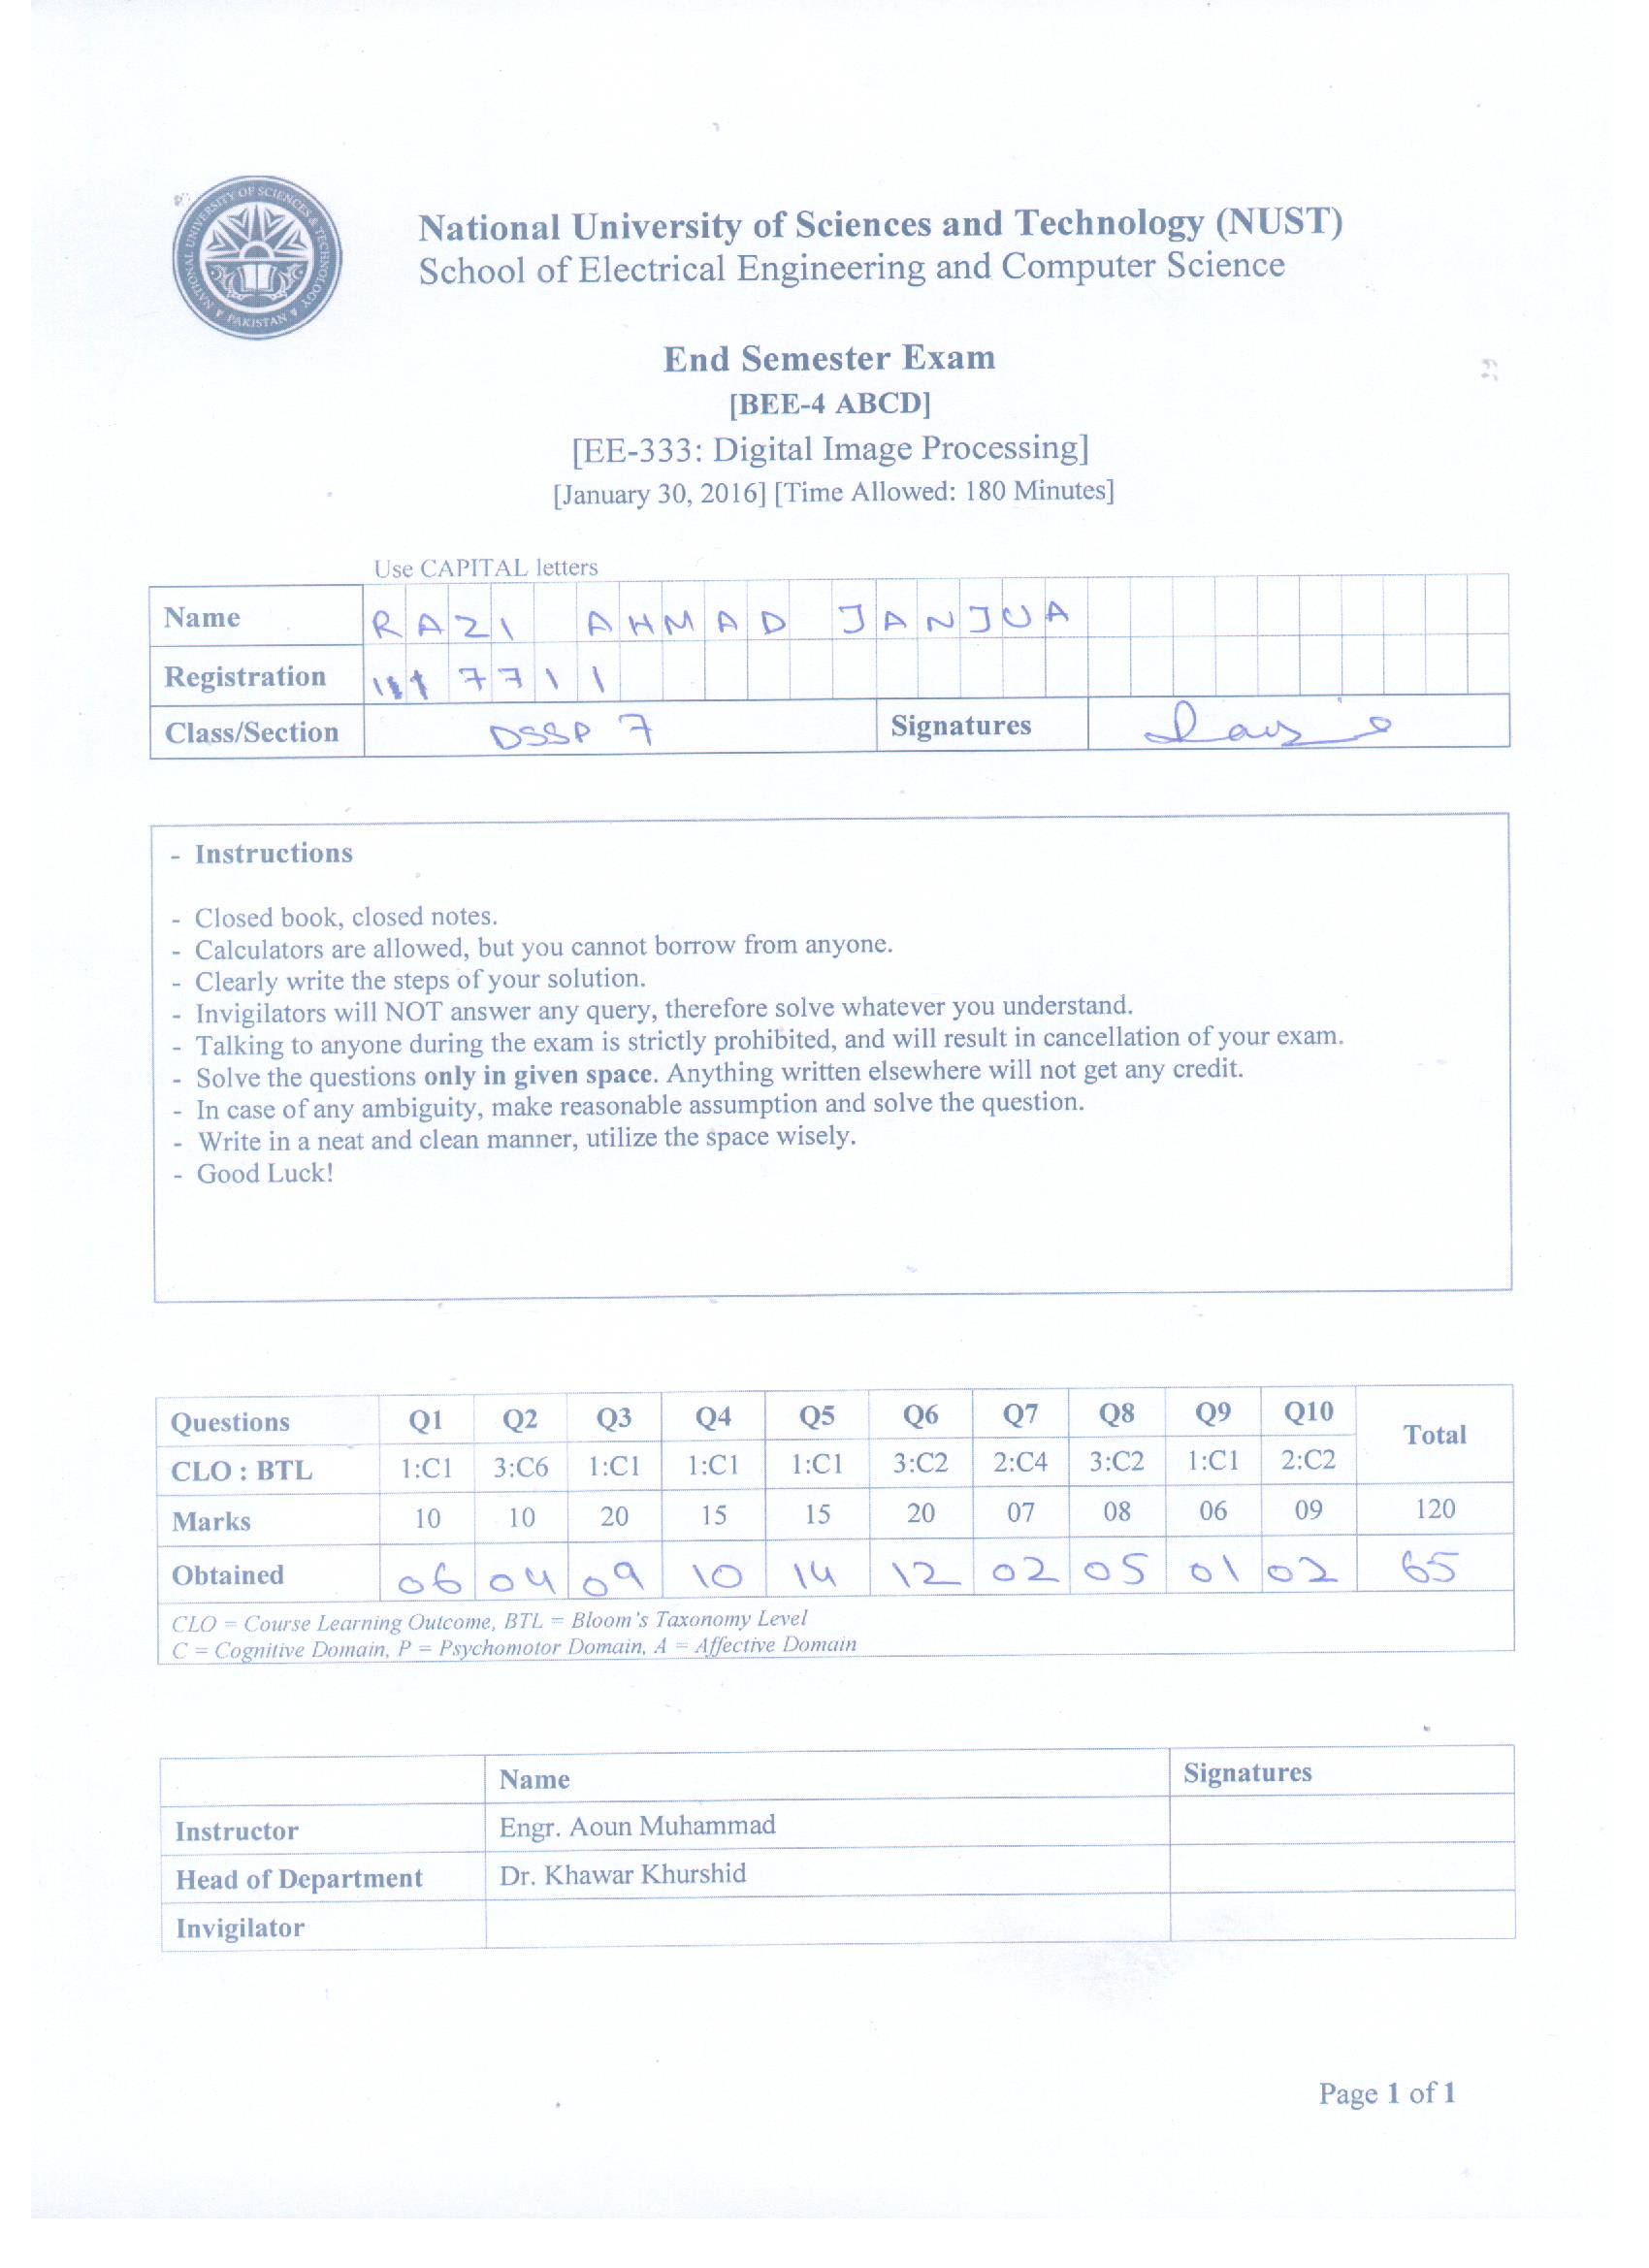 NATIONAL UNIVERSITY OF SCIENCES & TECHNOLOGY
PAKISTAN
National University of Sciences and Technology (NUST)
School of Electrical Engineering and Computer Science
End Semester Exam
[BEE-4 ABCD]
[EE-333: Digital Image Processing]
[January 30, 2016] [Time Allowed: 180 Minutes]
Use CAPITAL letters
Name RAZI AHMAD JANJUA
Registration 7711
Class/Section DSSP 7 Signatures
- Instructions
- Closed book, closed notes.
- Calculators are allowed, but you cannot borrow from anyone.
- Clearly write the steps of your solution.
- Invigilators will NOT answer any query, therefore solve whatever you understand.
- Talking to anyone during the exam is strictly prohibited, and will result in cancellation of your exam.
- Solve the questions only in given space. Anything written elsewhere will not get any credit.
- In case of any ambiguity, make reasonable assumption and solve the question.
- Write in a neat and clean manner, utilize the space wisely.
- Good Luck!
Questions Q1 Q2 Q3 Q4 Q5 Q6 Q7 Q8 Q9 Q10 Total
CLO : BTL 1:C1 3:C6 1:C1 1:C1 1:C1 3:C2 2:C4 3:C2 1:C1 2:C2
Marks 10 10 20 15 15 20 07 08 06 09 120
Obtained 06 04 09 10 14 12 02 05 01 02 65
CLO = Course Learning Outcome, BTL = Bloom's Taxonomy Level
C = Cognitive Domain, P = Psychomotor Domain, A = Affective Domain
Name Signatures
Instructor Engr. Aoun Muhammad
Head of Department Dr. Khawar Khurshid
Invigilator
Page 1 of 1